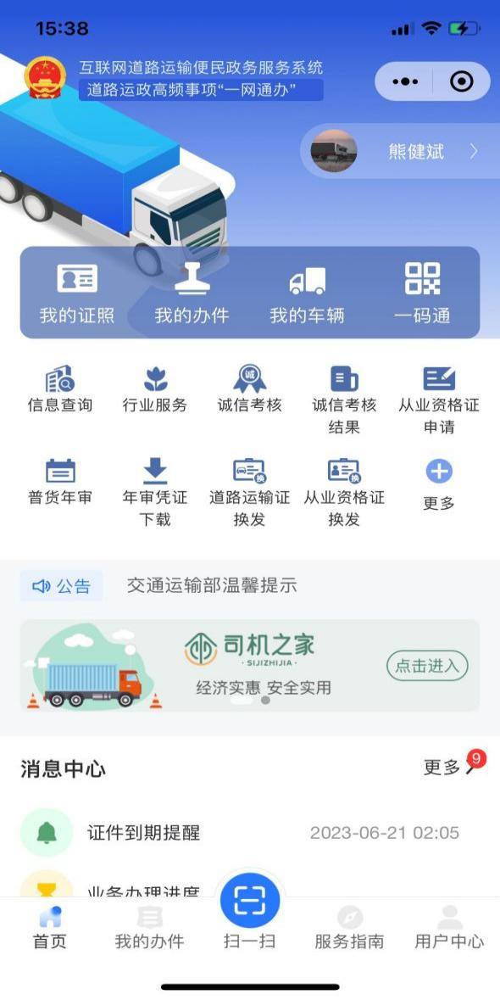 15:38
互联网道路运输便民政务服务系统
道路运政高频事项“一网通办”
熊健斌
我的证照 我的办件 我的车辆 一码通
信息查询 行业服务 诚信考核 诚信考核 从业资格证
结果 申请
普货年审 年审凭证 道路运输证 从业资格证 更多
下载 换发 换发
公告 交通运输部温馨提示
司机之家
·SIJIZHIJIA·
点击进入
经济实惠 安全实用
消息中心 更多 9
证件到期提醒 2023-06-21 02:05
业务办理进度
首页 我的办件 扫一扫 服务指南 用户中心